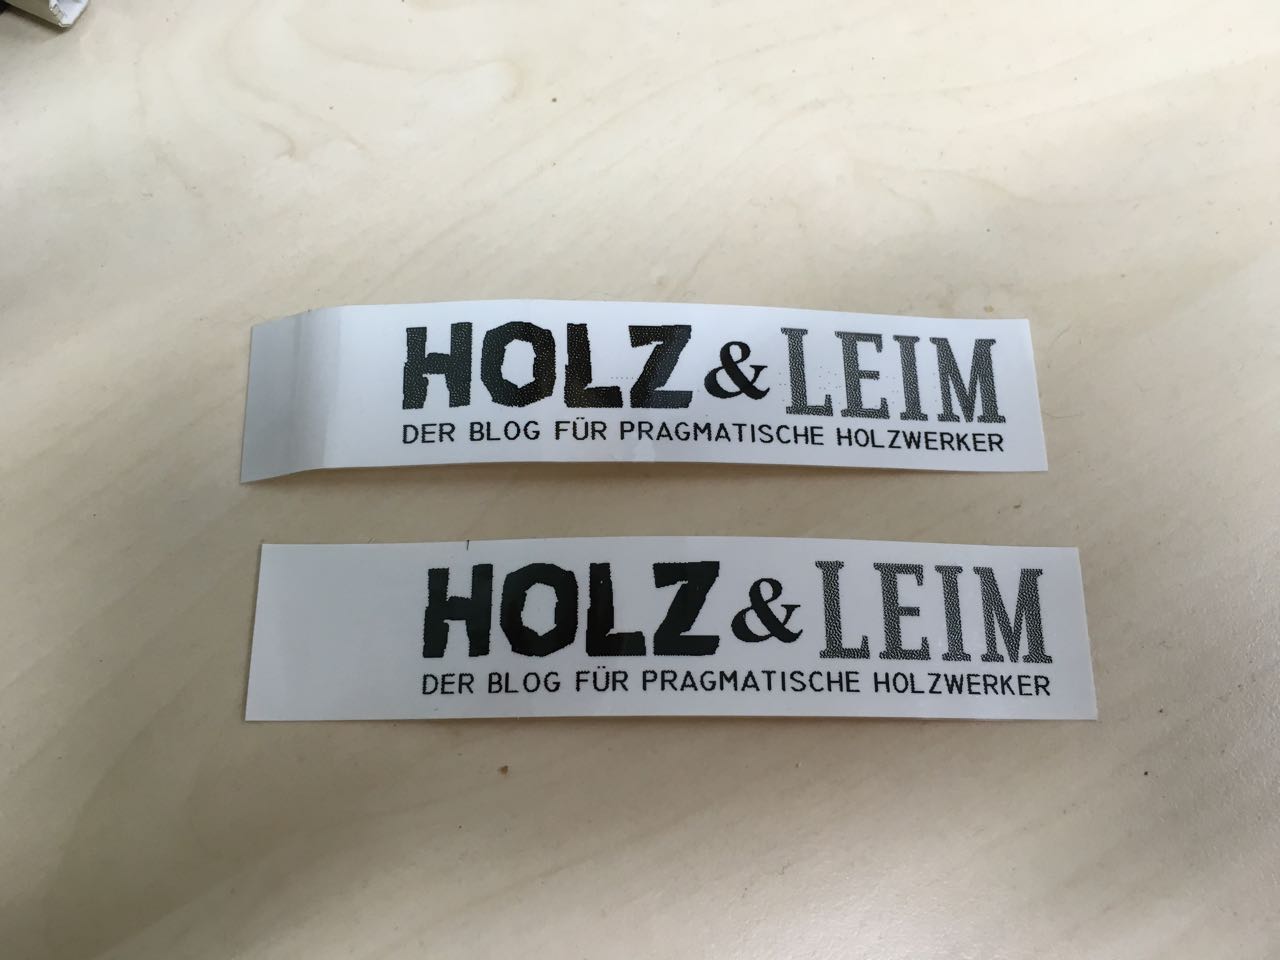 HOLZ & LEIM
DER BLOG FÜR PRAGMATISCHE HOLZWERKER
HOLZ & LEIM
DER BLOG FÜR PRAGMATISCHE HOLZWERKER